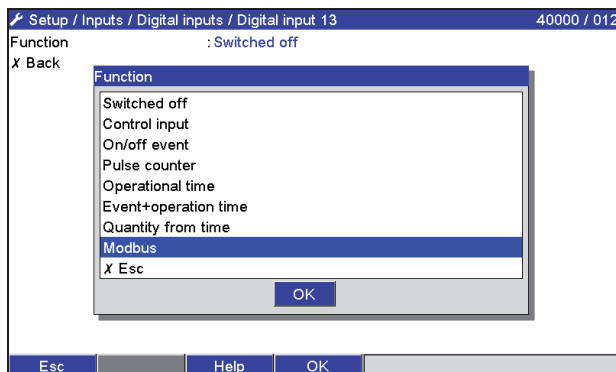 Setup / Inputs / Digital inputs / Digital input 13 40000 / 012
Function : Switched off
X Back
Function
Switched off
Control input
On/off event
Pulse counter
Operational time
Event+operation time
Quantity from time
Modbus
X Esc
OK
Esc Help OK